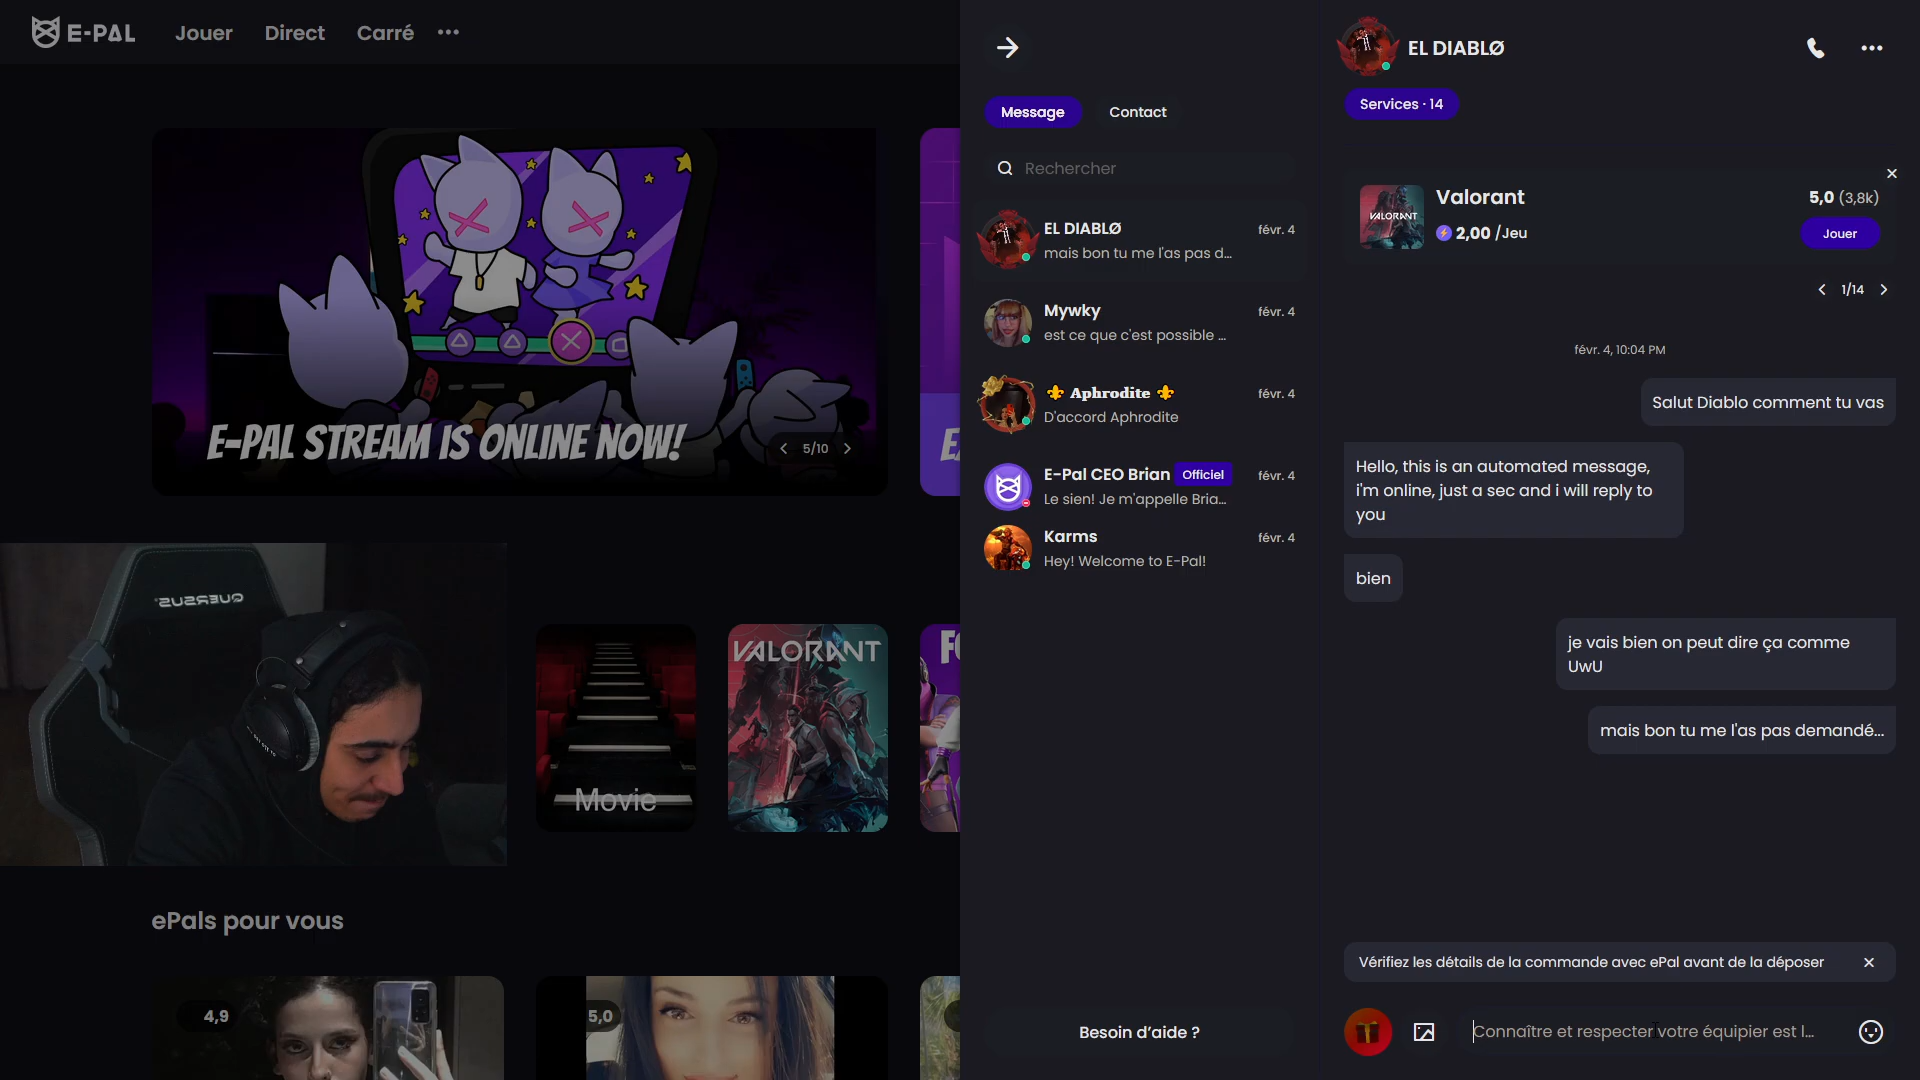 E-PAL
Jouer
Direct
Carré
E-PAL STREAM IS ONLINE NOW!
5/10
QUERSUS
Movie
VALORANT
ePals pour vous
4,9
5,0
Message
Contact
Rechercher
EL DIABLØ
févr. 4
mais bon tu me l'as pas d...
Mywky
févr. 4
est ce que c'est possible ...
⚜ Aphrodite ⚜
févr. 4
D'accord Aphrodite
E-Pal CEO Brian Officiel
févr. 4
Le sien! Je m'appelle Bria...
Karms
févr. 4
Hey! Welcome to E-Pal!
Besoin d'aide ?
EL DIABLØ
Services · 14
VALORANT
Valorant
5,0 (3,8k)
2,00 /Jeu
Jouer
1/14
févr. 4, 10:04 PM
Salut Diablo comment tu vas
Hello, this is an automated message,
i'm online, just a sec and i will reply to
you
bien
je vais bien on peut dire ça comme
UwU
mais bon tu me l'as pas demandé...
Vérifiez les détails de la commande avec ePal avant de la déposer
Connaître et respecter votre équipier est l...